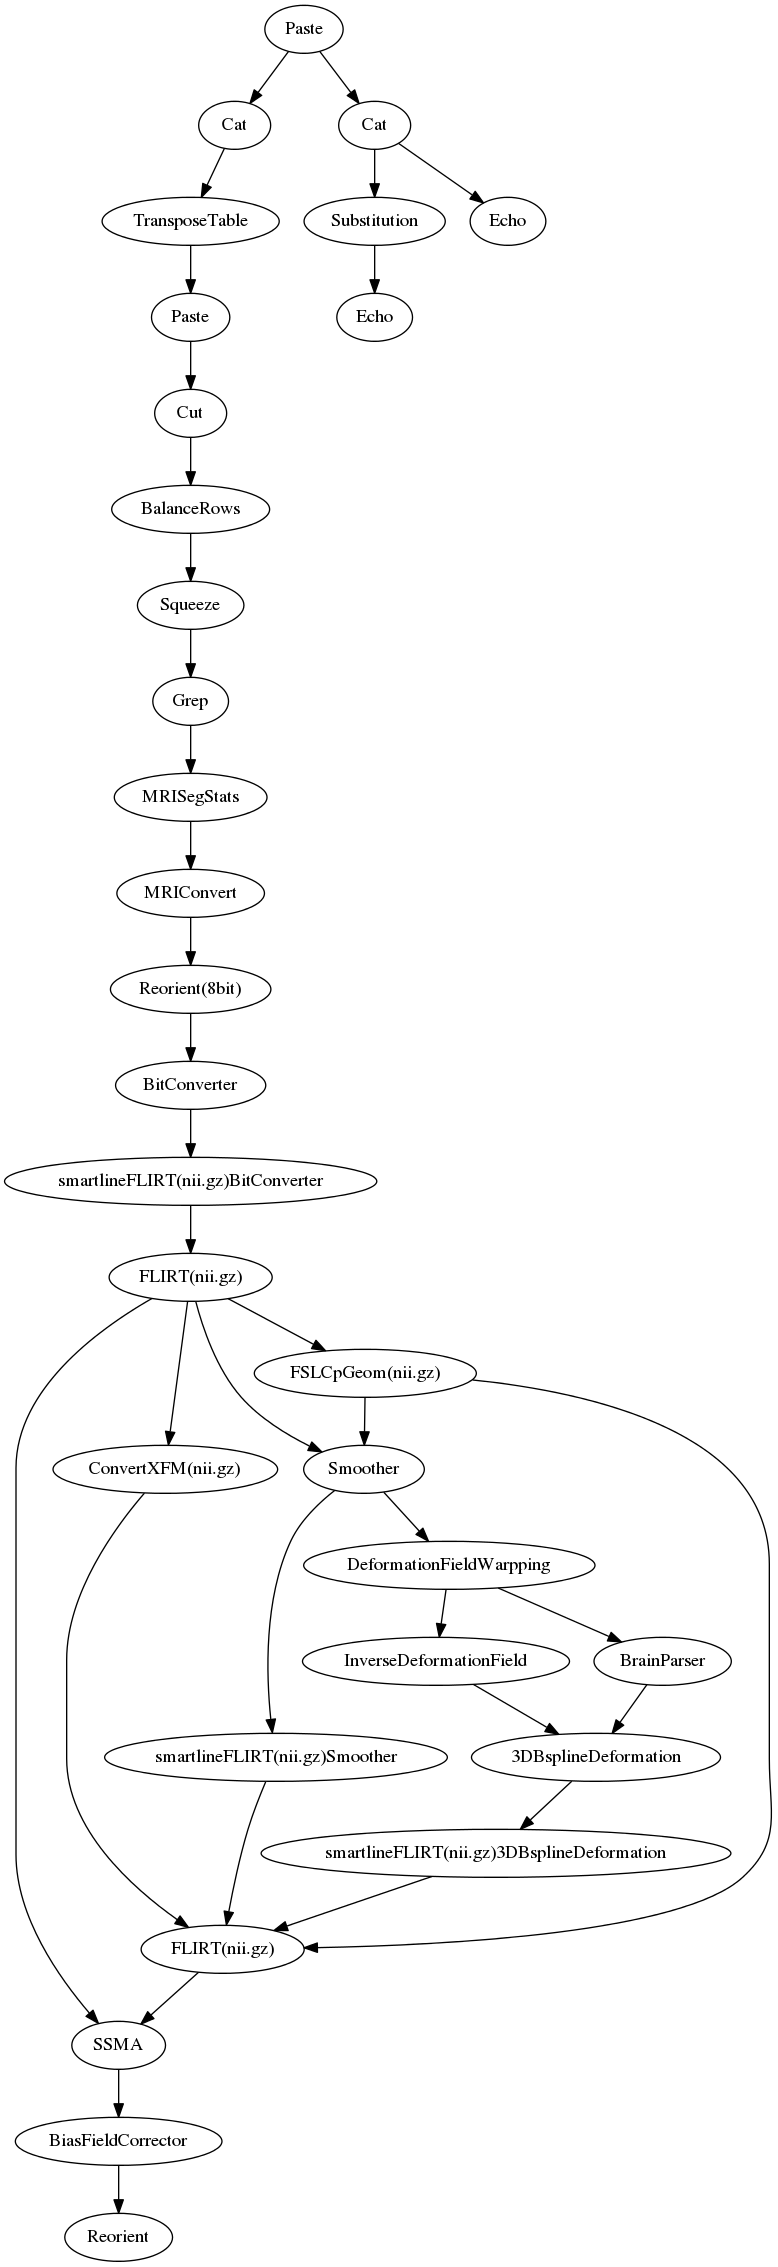 Paste
Cat
Cat
TransposeTable
Substitution
Echo
Paste
Echo
Cut
BalanceRows
Squeeze
Grep
MRISegStats
MRIConvert
Reorient(8bit)
BitConverter
smartlineFLIRT(nii.gz)BitConverter
FLIRT(nii.gz)
FSLCpGeom(nii.gz)
ConvertXFM(nii.gz)
Smoother
DeformationFieldWarpping
InverseDeformationField
BrainParser
smartlineFLIRT(nii.gz)Smoother
3DBsplineDeformation
smartlineFLIRT(nii.gz)3DBsplineDeformation
FLIRT(nii.gz)
SSMA
BiasFieldCorrector
Reorient